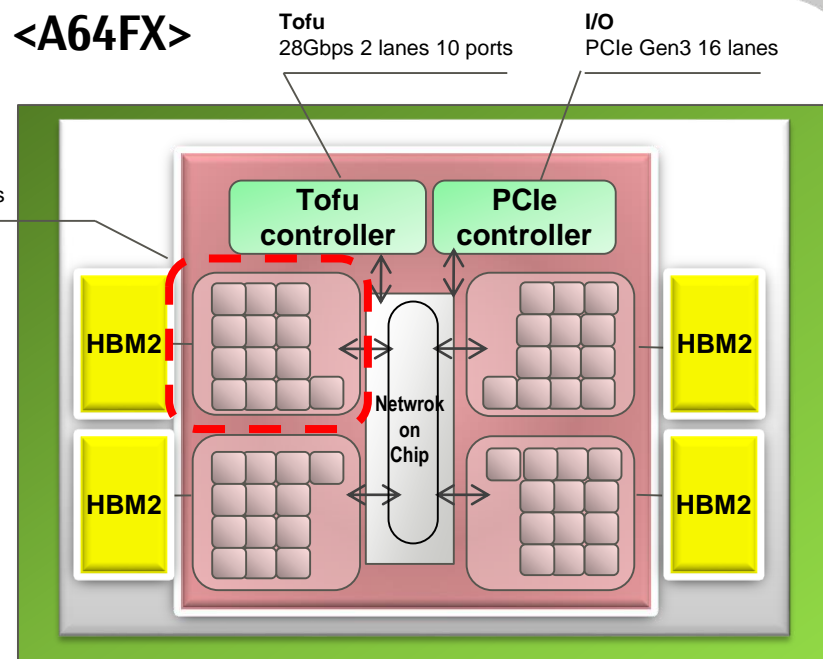 <A64FX>
Tofu
28Gbps 2 lanes 10 ports
I/O
PCIe Gen3 16 lanes
s
Tofu
controller
PCIe
controller
HBM2
HBM2
Netwrok
on
Chip
HBM2
HBM2